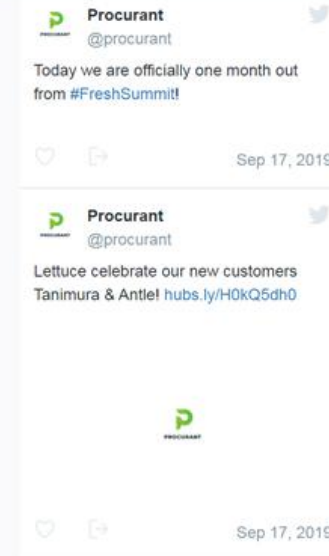 Procurant
@procurant
Today we are officially one month out
from #FreshSummit!
Sep 17, 2019
Procurant
@procurant
Lettuce celebrate our new customers
Tanimura & Antle! hubs.ly/H0kQ5dh0
PROCURANT
Sep 17, 2019